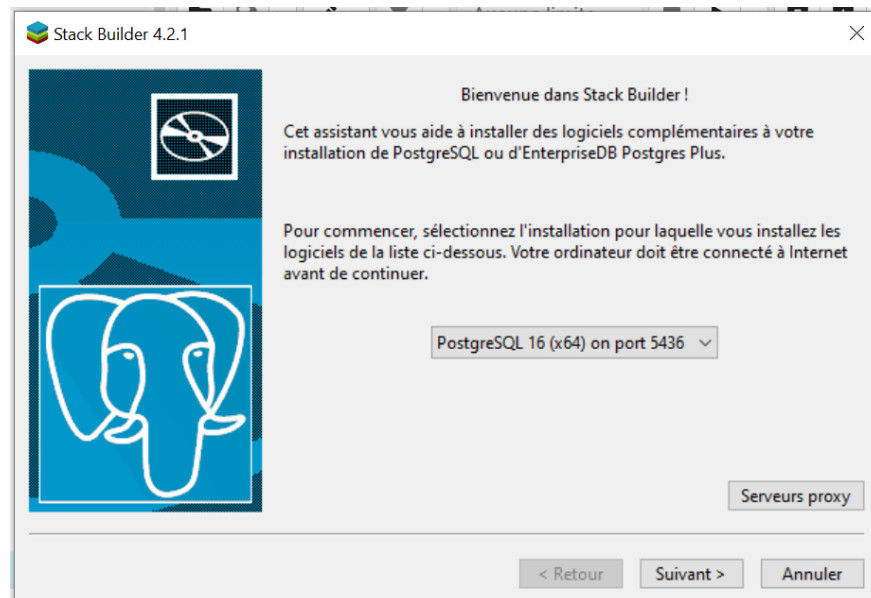 Stack Builder 4.2.1
Bienvenue dans Stack Builder !
Cet assistant vous aide à installer des logiciels complémentaires à votre
installation de PostgreSQL ou d'EnterpriseDB Postgres Plus.
Pour commencer, sélectionnez l'installation pour laquelle vous installez les
logiciels de la liste ci-dessous. Votre ordinateur doit être connecté à Internet
avant de continuer.
PostgreSQL 16 (x64) on port 5436
Serveurs proxy
< Retour
Suivant >
Annuler